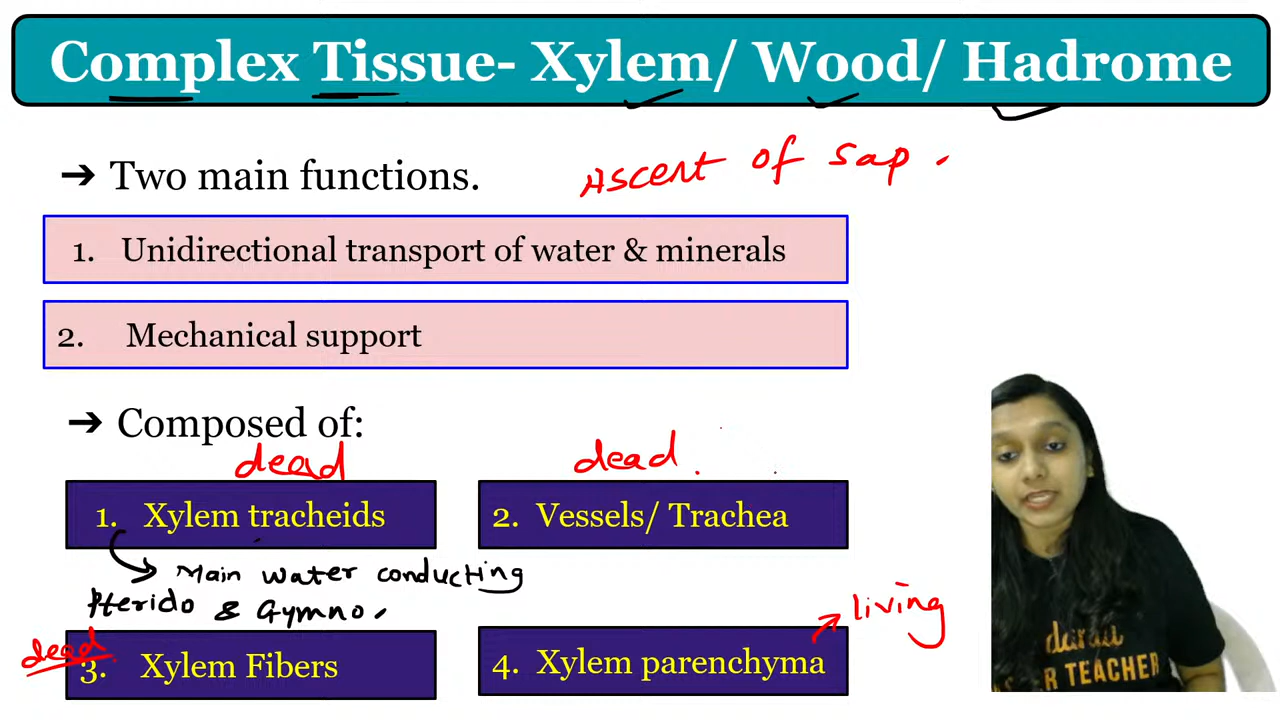 Complex Tissue- Xylem/ Wood/ Hadrome
➔ Two main functions.
Ascent of sap.
1. Unidirectional transport of water & minerals
2. Mechanical support
➔ Composed of:
dead
dead.
1. Xylem tracheids
2. Vessels/ Trachea
Main water conducting
Pterido & Gymno.
living
dead
3. Xylem Fibers
4. Xylem parenchyma
TEACHER